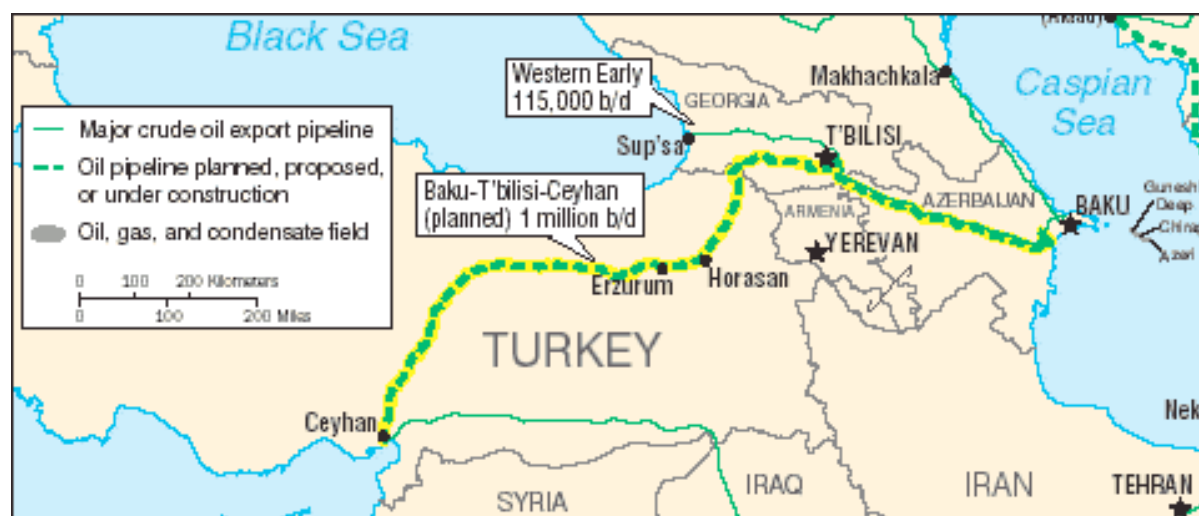 Black Sea
Caspian
Sea
Western Early
115,000 b/d
Makhachkala
GEORGIA
Sup'sa
T'BILISI
Major crude oil export pipeline
Oil pipeline planned, proposed,
or under construction
Oil, gas, and condensate field
0 100 200 Kilometers
0 100 200 Miles
Baku-T'bilisi-Ceyhan
(planned) 1 million b/d
ARMENIA
AZERBAIJAN
BAKU
Gunesh
Deep
Chirag
Azeri
YEREVAN
Erzurum
Horasan
TURKEY
Ceyhan
Nek
SYRIA
IRAQ
IRAN
TEHRAN